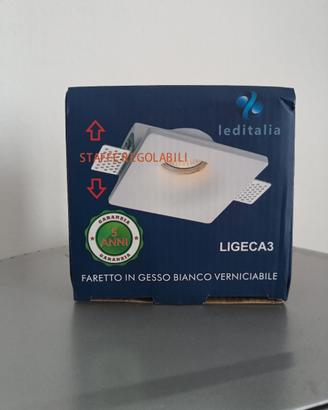 leditalia
STAFFE REGOLABILI
GARANZIA
5
ANNI
GARANZIA
LIGECA3
FARETTO IN GESSO BIANCO VERNICIABILE